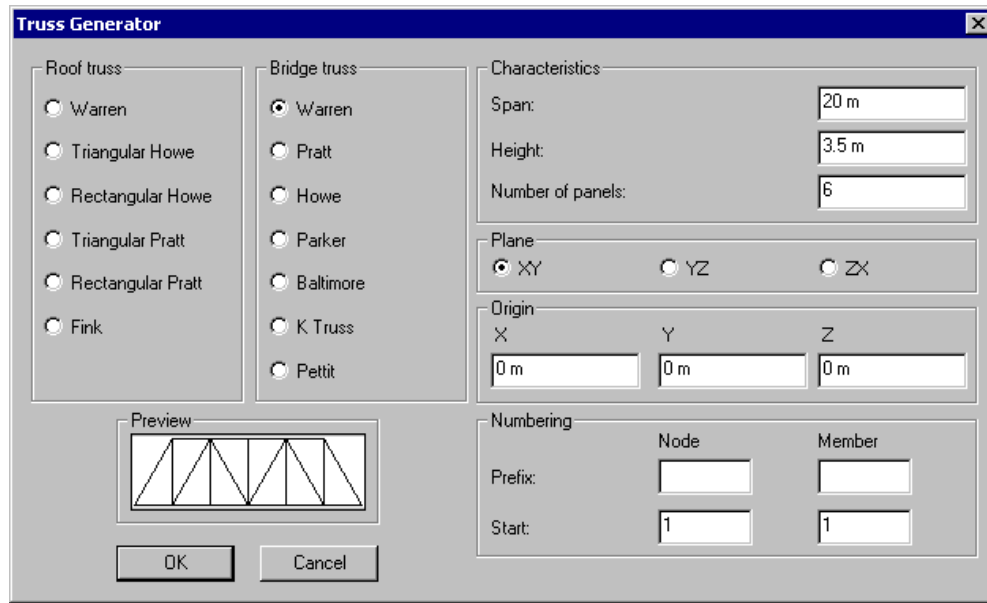 Truss Generator
Roof truss
Warren
Triangular Howe
Rectangular Howe
Triangular Pratt
Rectangular Pratt
Fink
Bridge truss
Warren
Pratt
Howe
Parker
Baltimore
K Truss
Pettit
Characteristics
Span: 20 m
Height: 3.5 m
Number of panels: 6
Plane
XY YZ ZX
Origin
X Y Z
0 m 0 m 0 m
Preview
Numbering
Node Member
Prefix:
Start: 1 1
OK Cancel